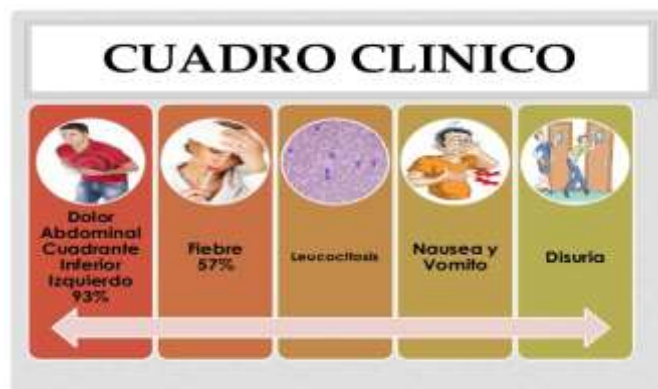 CUADRO CLINICO
Dolor
Abdominal
Cuadrante
Inferior
Izquierdo
93%
Fiebre
57%
Leucocitosis
Nausea y
Vomito
Disuria